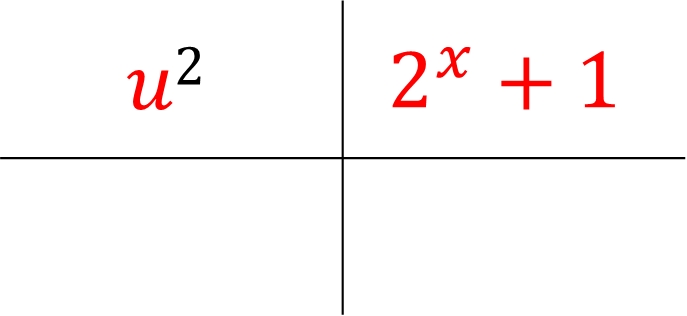 u² 2ˣ + 1